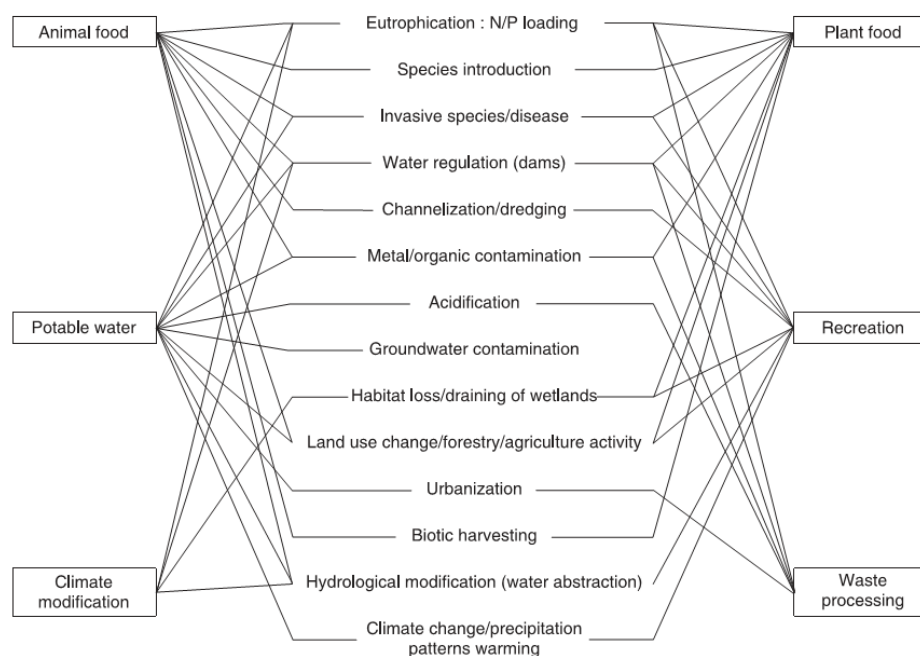 Animal food
Eutrophication : N/P loading
Plant food
Species introduction
Invasive species/disease
Water regulation (dams)
Channelization/dredging
Metal/organic contamination
Acidification
Potable water
Recreation
Groundwater contamination
Habitat loss/draining of wetlands
Land use change/forestry/agriculture activity
Urbanization
Biotic harvesting
Climate
modification
Hydrological modification (water abstraction)
Waste
processing
Climate change/precipitation
patterns warming